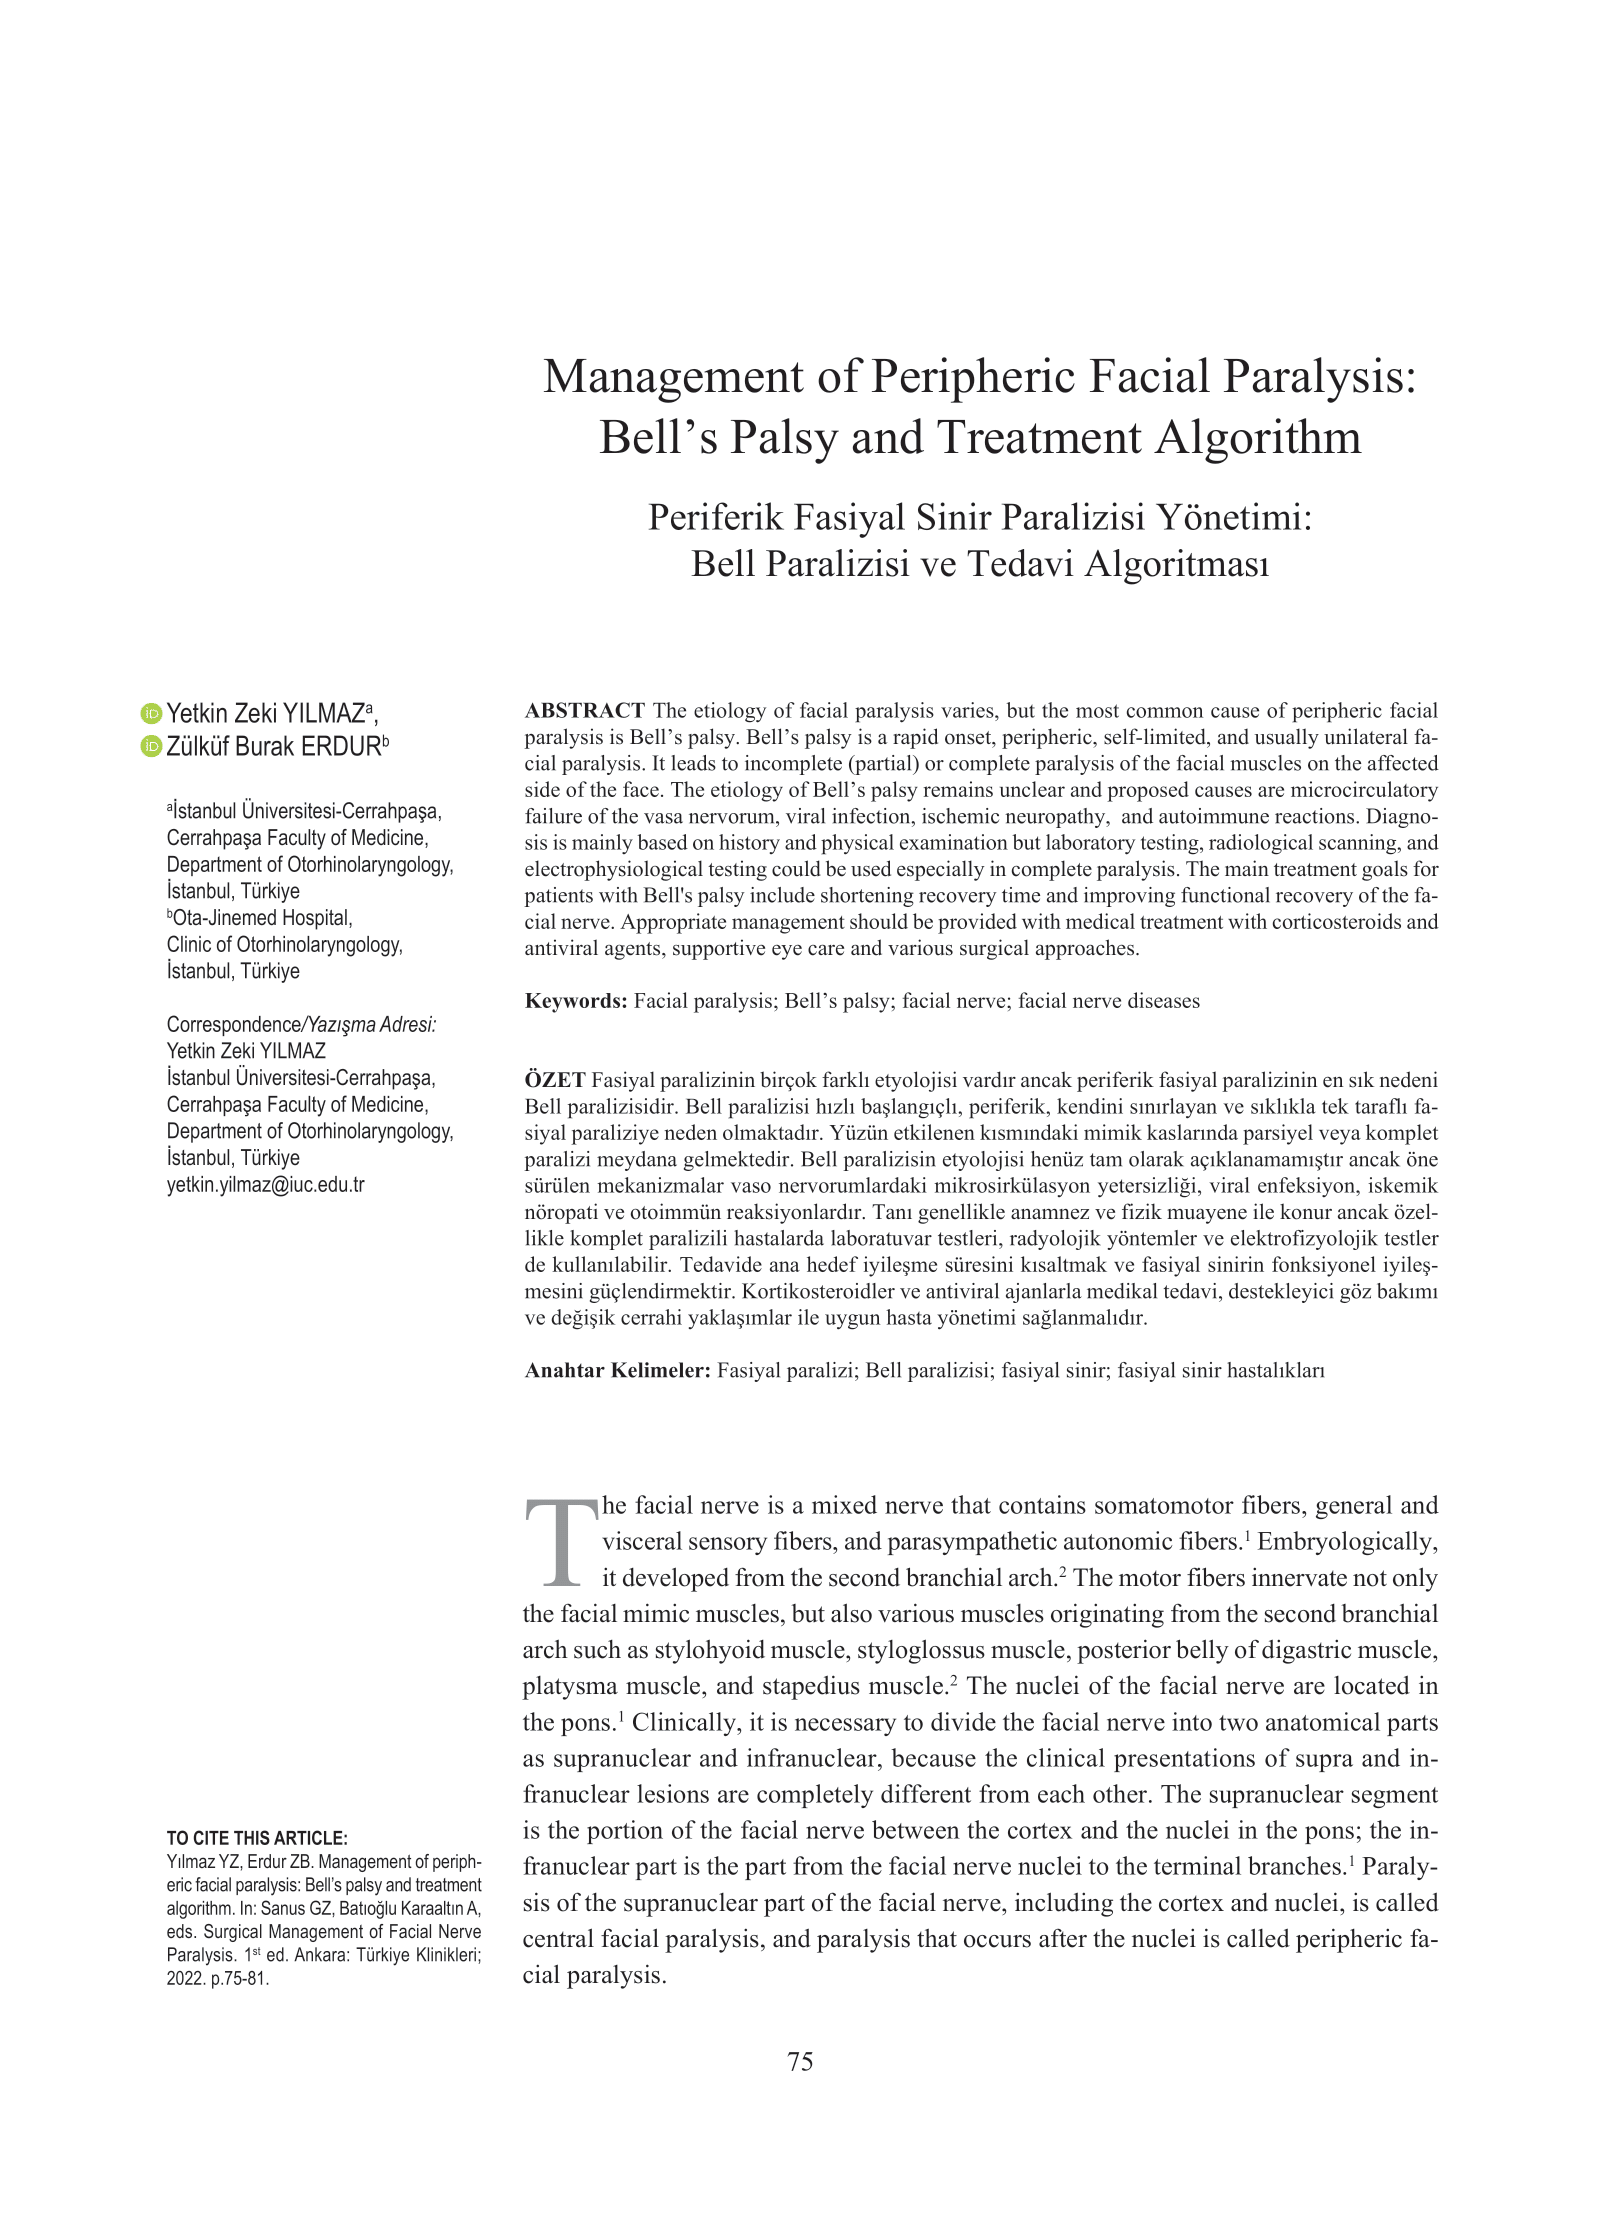 Management of Peripheric Facial Paralysis:
Bell’s Palsy and Treatment Algorithm
Periferik Fasiyal Sinir Paralizisi Yönetimi:
Bell Paralizisi ve Tedavi Algoritması
Yetkin Zeki YILMAZa,
Zülküf Burak ERDURb
aİstanbul Üniversitesi-Cerrahpaşa,
Cerrahpaşa Faculty of Medicine,
Department of Otorhinolaryngology,
İstanbul, Türkiye
bOta-Jinemed Hospital,
Clinic of Otorhinolaryngology,
İstanbul, Türkiye
Correspondence/Yazışma Adresi:
Yetkin Zeki YILMAZ
İstanbul Üniversitesi-Cerrahpaşa,
Cerrahpaşa Faculty of Medicine,
Department of Otorhinolaryngology,
İstanbul, Türkiye
yetkin.yilmaz@iuc.edu.tr
ABSTRACT The etiology of facial paralysis varies, but the most common cause of peripheric facial
paralysis is Bell’s palsy. Bell’s palsy is a rapid onset, peripheric, self-limited, and usually unilateral fa-
cial paralysis. It leads to incomplete (partial) or complete paralysis of the facial muscles on the affected
side of the face. The etiology of Bell’s palsy remains unclear and proposed causes are microcirculatory
failure of the vasa nervorum, viral infection, ischemic neuropathy, and autoimmune reactions. Diagno-
sis is mainly based on history and physical examination but laboratory testing, radiological scanning, and
electrophysiological testing could be used especially in complete paralysis. The main treatment goals for
patients with Bell's palsy include shortening recovery time and improving functional recovery of the fa-
cial nerve. Appropriate management should be provided with medical treatment with corticosteroids and
antiviral agents, supportive eye care and various surgical approaches.
Keywords: Facial paralysis; Bell’s palsy; facial nerve; facial nerve diseases
ÖZET Fasiyal paralizinin birçok farklı etyolojisi vardır ancak periferik fasiyal paralizinin en sık nedeni
Bell paralizisidir. Bell paralizisi hızlı başlangıçlı, periferik, kendini sınırlayan ve sıklıkla tek taraflı fa-
siyal paraliziye neden olmaktadır. Yüzün etkilenen kısmındaki mimik kaslarında parsiyel veya komplet
paralizi meydana gelmektedir. Bell paralizisin etyolojisi henüz tam olarak açıklanamamıştır ancak öne
sürülen mekanizmalar vaso nervorumlardaki mikrosirkülasyon yetersizliği, viral enfeksiyon, iskemik
nöropati ve otoimmün reaksiyonlardır. Tanı genellikle anamnez ve fizik muayene ile konur ancak özel-
likle komplet paralizili hastalarda laboratuvar testleri, radyolojik yöntemler ve elektrofizyolojik testler
de kullanılabilir. Tedavide ana hedef iyileşme süresini kısaltmak ve fasiyal sinirin fonksiyonel iyileş-
mesini güçlendirmektir. Kortikosteroidler ve antiviral ajanlarla medikal tedavi, destekleyici göz bakımı
ve değişik cerrahi yaklaşımlar ile uygun hasta yönetimi sağlanmalıdır.
Anahtar Kelimeler: Fasiyal paralizi; Bell paralizisi; fasiyal sinir; fasiyal sinir hastalıkları
The facial nerve is a mixed nerve that contains somatomotor fibers, general and
visceral sensory fibers, and parasympathetic autonomic fibers.1 Embryologically,
it developed from the second branchial arch.2 The motor fibers innervate not only
the facial mimic muscles, but also various muscles originating from the second branchial
arch such as stylohyoid muscle, styloglossus muscle, posterior belly of digastric muscle,
platysma muscle, and stapedius muscle.2 The nuclei of the facial nerve are located in
the pons.1 Clinically, it is necessary to divide the facial nerve into two anatomical parts
as supranuclear and infranuclear, because the clinical presentations of supra and in-
franuclear lesions are completely different from each other. The supranuclear segment
is the portion of the facial nerve between the cortex and the nuclei in the pons; the in-
franuclear part is the part from the facial nerve nuclei to the terminal branches.1 Paraly-
sis of the supranuclear part of the facial nerve, including the cortex and nuclei, is called
central facial paralysis, and paralysis that occurs after the nuclei is called peripheric fa-
cial paralysis.
TO CITE THIS ARTICLE:
Yılmaz YZ, Erdur ZB. Management of periph-
eric facial paralysis: Bell’s palsy and treatment
algorithm. In: Sanus GZ, Batıoğlu Karaaltın A,
eds. Surgical Management of Facial Nerve
Paralysis. 1st ed. Ankara: Türkiye Klinikleri;
2022. p.75-81.
75